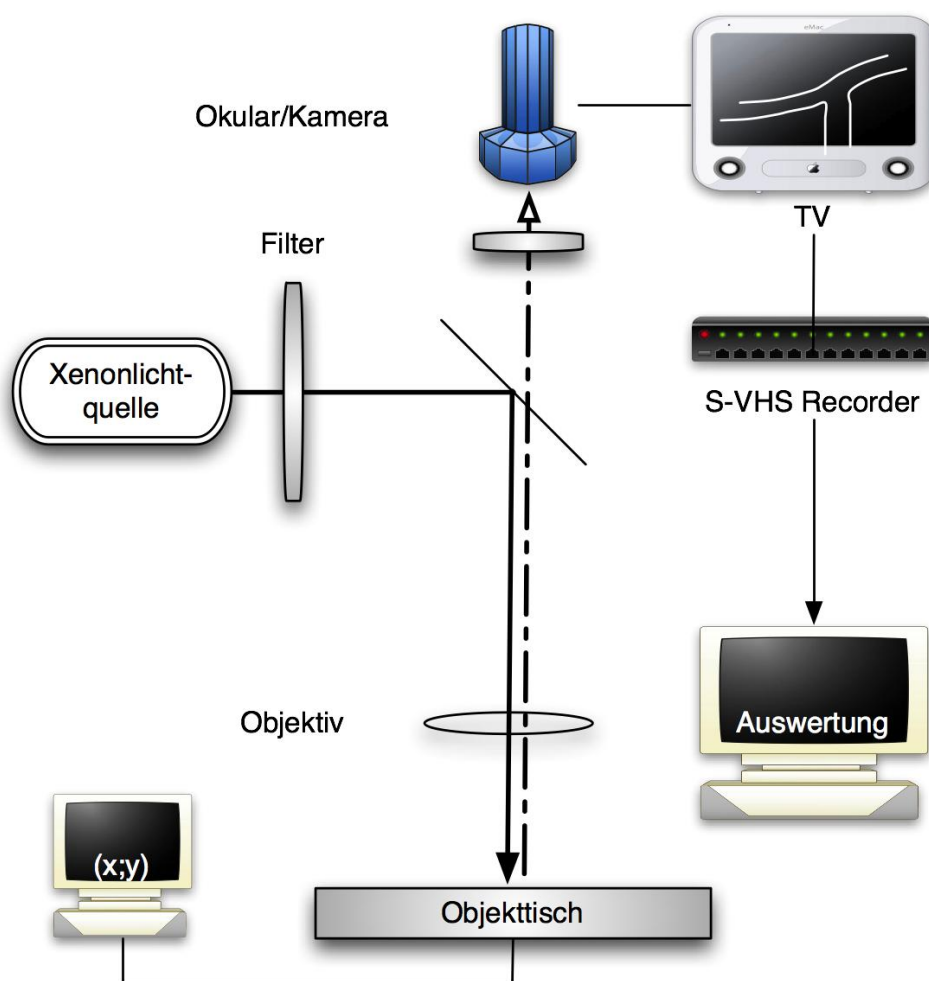 eMac
Okular/Kamera
TV
Filter
Xenonlicht-
quelle
S-VHS Recorder
Objektiv
Auswertung
(x;y)
Objekttisch